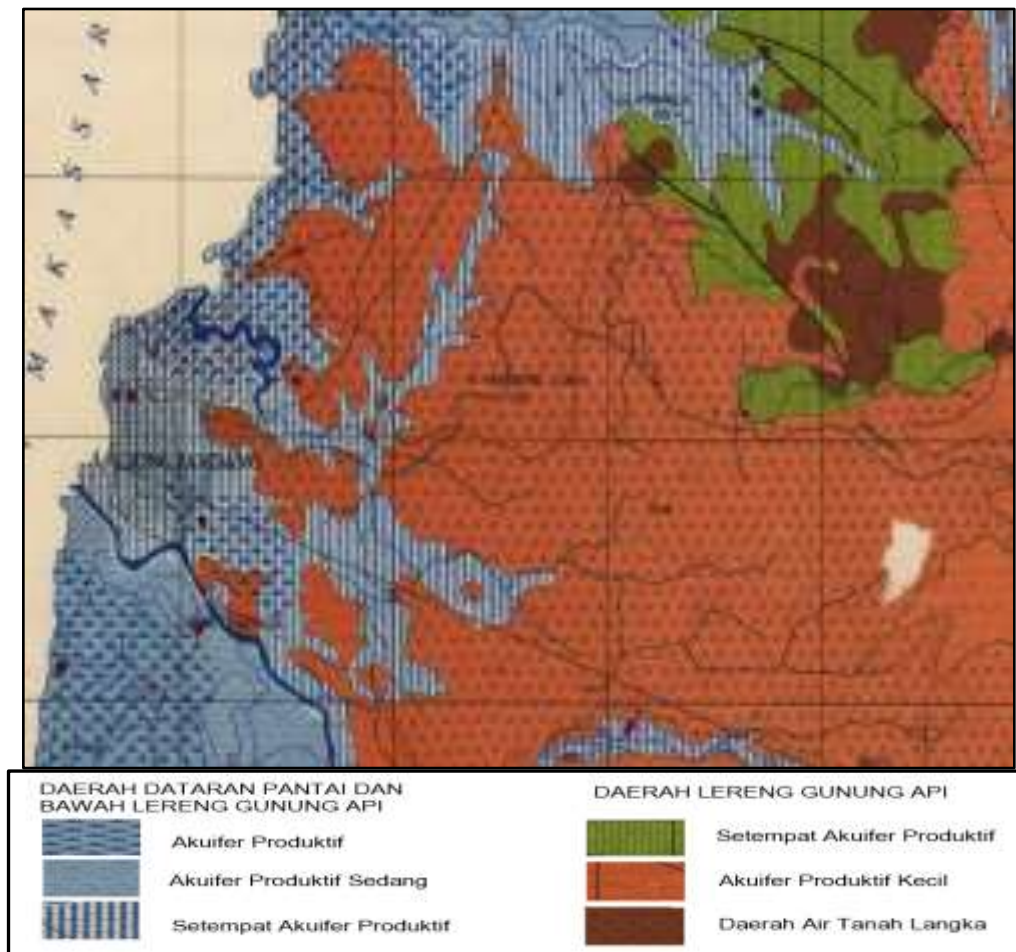 MAKASSAR
DAERAH DATARAN PANTAI DAN
BAWAH LERENG GUNUNG API
Akuifer Produktif
Akuifer Produktif Sedang
Setempat Akuifer Produktif
DAERAH LERENG GUNUNG API
Setempat Akuifer Produktif
Akuifer Produktif Kecil
Daerah Air Tanah Langka